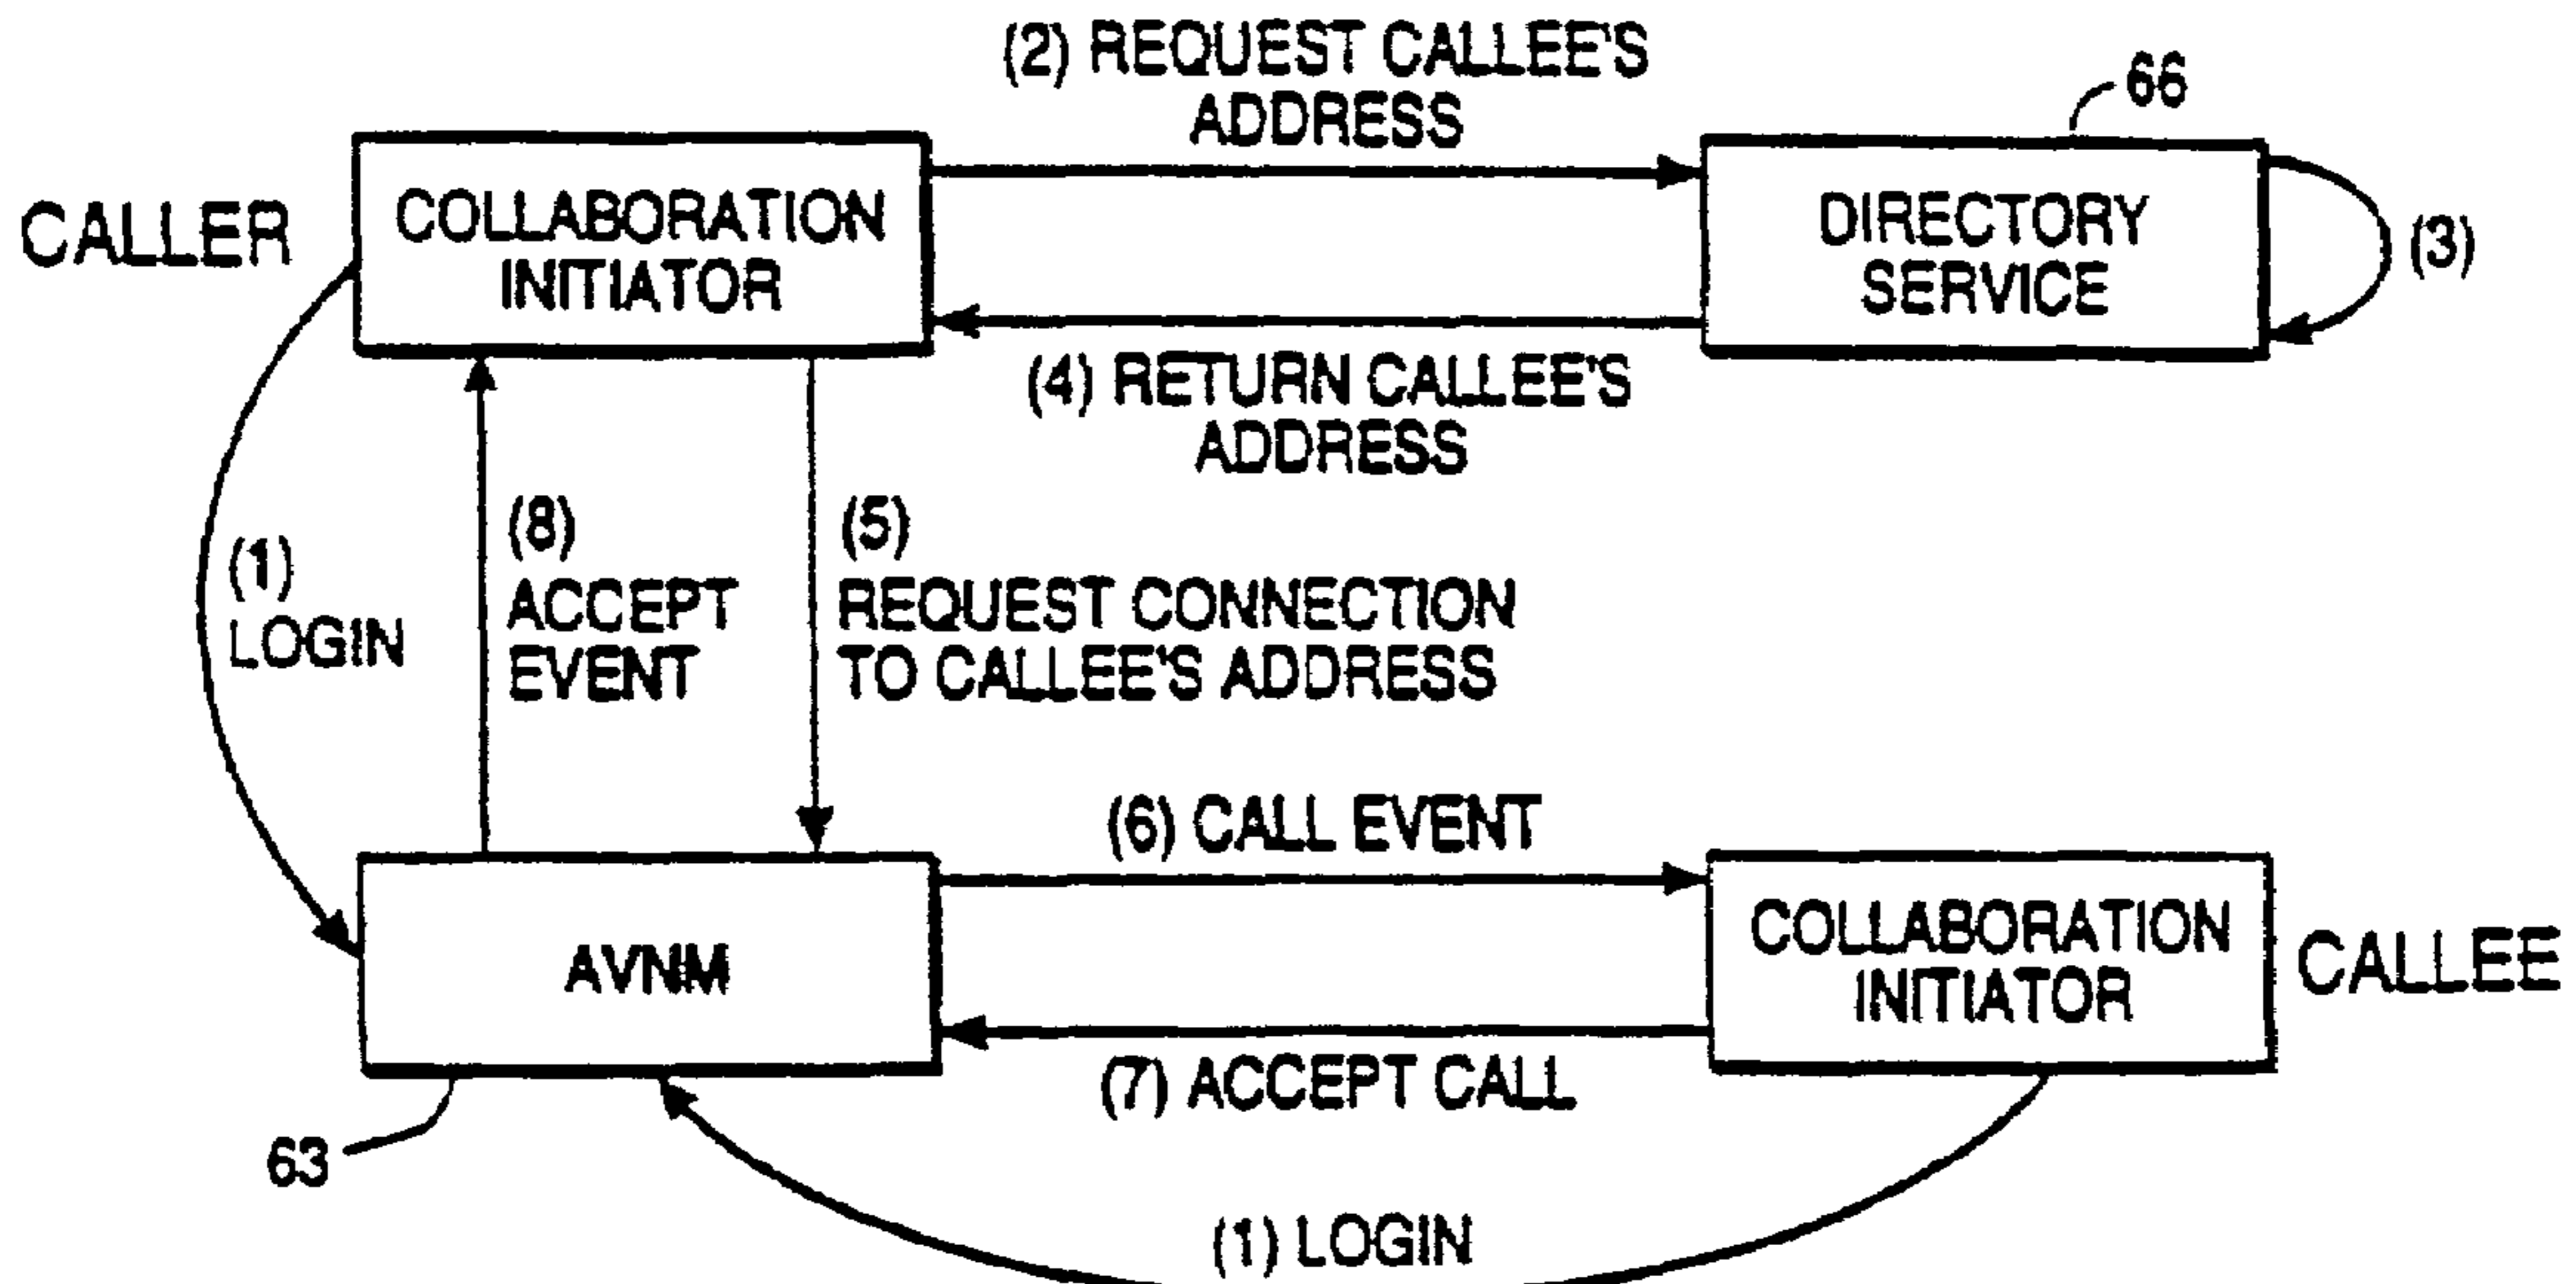 (2) REQUEST CALLEE'S
ADDRESS
66
CALLER
COLLABORATION
INITIATOR
DIRECTORY
SERVICE
(3)
(4) RETURN CALLEE'S
ADDRESS
(1)
LOGIN
(8)
ACCEPT
EVENT
(5)
REQUEST CONNECTION
TO CALLEE'S ADDRESS
(6) CALL EVENT
AVNM
COLLABORATION
INITIATOR
CALLEE
(7) ACCEPT CALL
63
(1) LOGIN